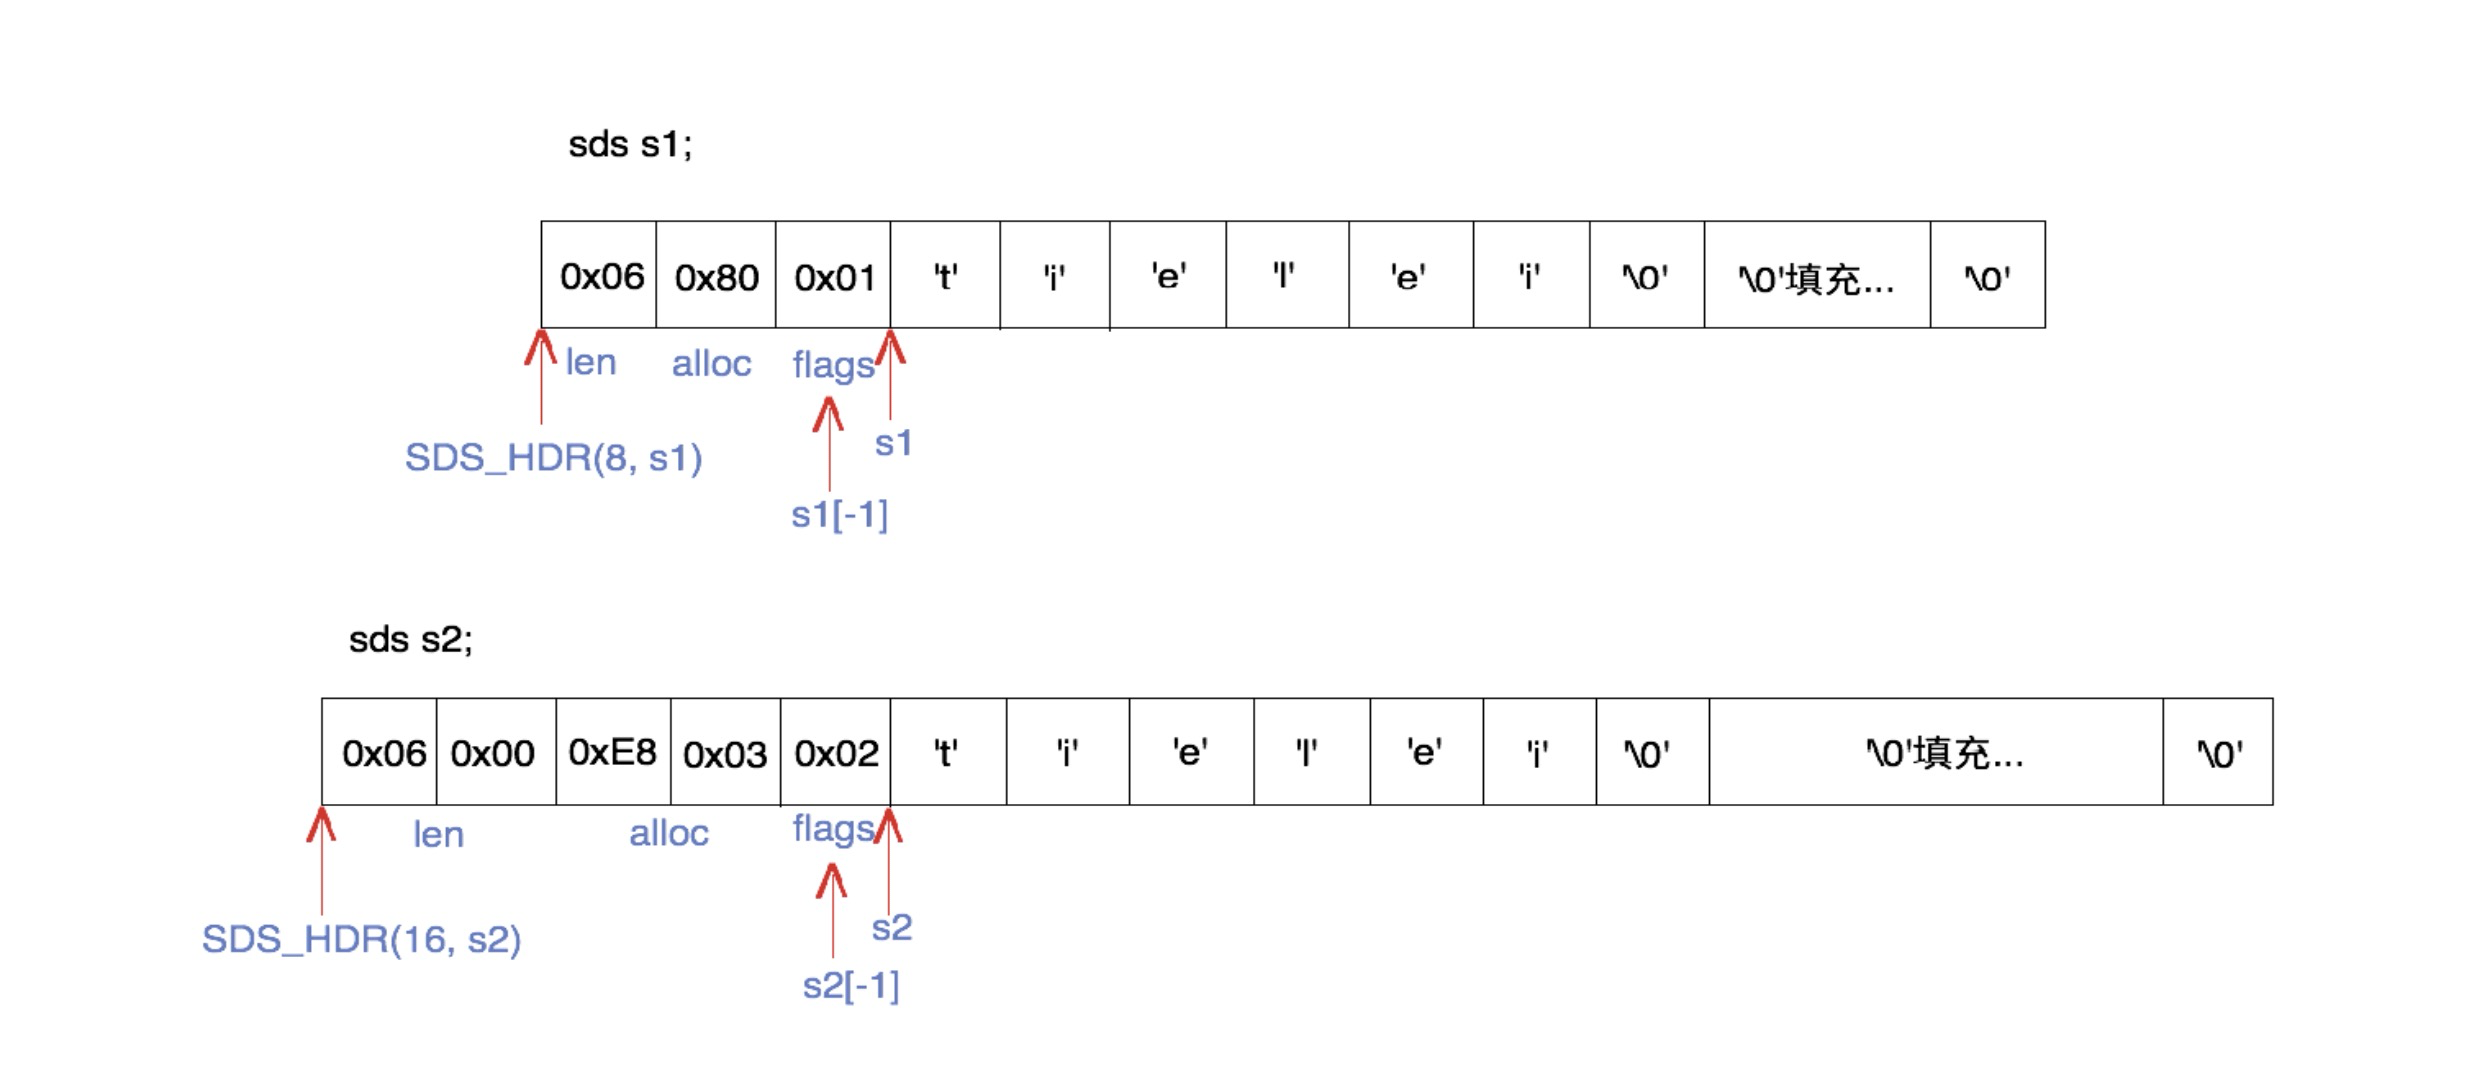 sds s1;
0x06 0x80 0x01 't' 'i' 'e' 'l' 'e' 'i' '\0' '\0'填充... '\0'
len alloc flags
SDS_HDR(8, s1) s1
s1[-1]
sds s2;
0x06 0x00 0xE8 0x03 0x02 't' 'i' 'e' 'l' 'e' 'i' '\0' '\0'填充... '\0'
len alloc flags
SDS_HDR(16, s2) s2
s2[-1]